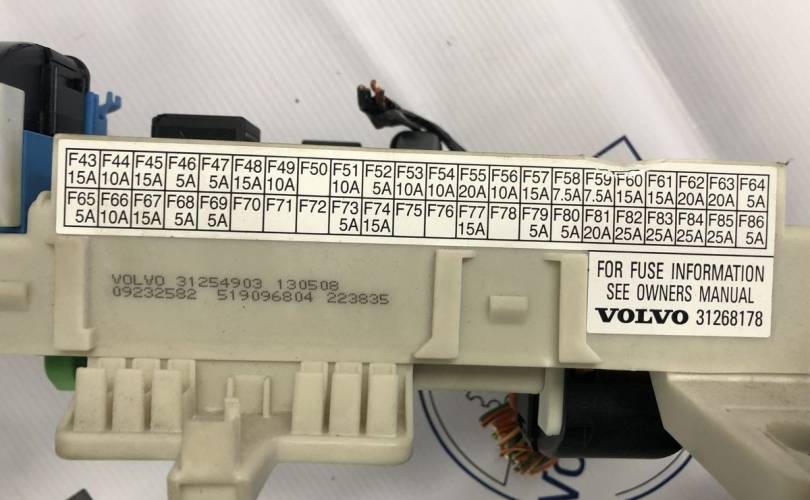 F43 F44 F45 F46 F47 F48 F49 F50 F51 F52 F53 F54 F55 F56 F57 F58 F59 F60 F61 F62 F63 F64
15A 10A 15A 5A 5A 15A 10A 10A 5A 10A 10A 20A 10A 15A 7.5A 7.5A 15A 15A 20A 20A 5A
F65 F66 F67 F68 F69 F70 F71 F72 F73 F74 F75 F76 F77 F78 F79 F80 F81 F82 F83 F84 F85 F86
5A 10A 15A 5A 5A 5A 15A 15A 5A 5A 20A 25A 25A 25A 25A 5A
VOLVO 31254903 130508
09232582 519096804 223835
FOR FUSE INFORMATION
SEE OWNERS MANUAL
VOLVO 31268178